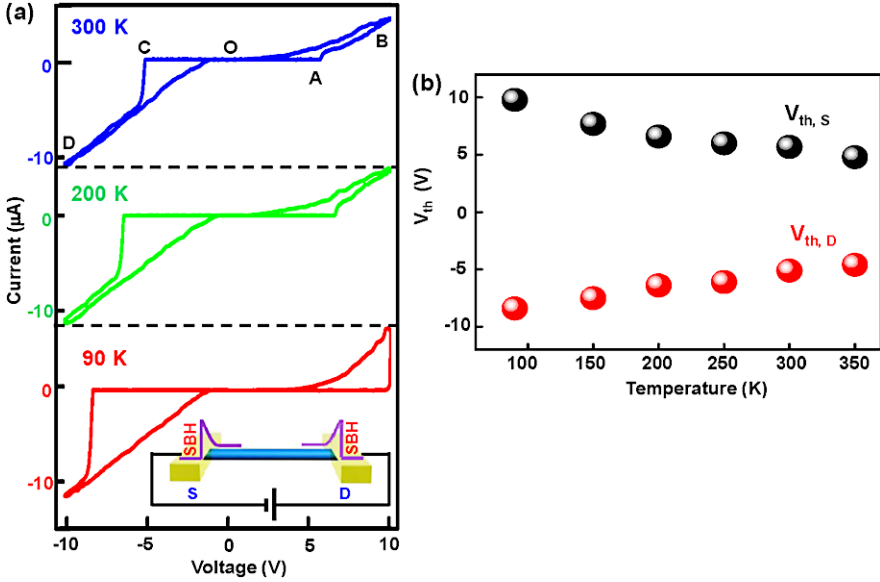 (a)
300 K
C
O
B
A
D
0
-10
200 K
0
-10
90 K
0
-10
SBH
SBH
S
D
Current (µA)
-10
-5
0
5
10
Voltage (V)
(b)
10
5
0
-5
-10
V_th (V)
V_th, S
V_th, D
100
150
200
250
300
350
Temperature (K)